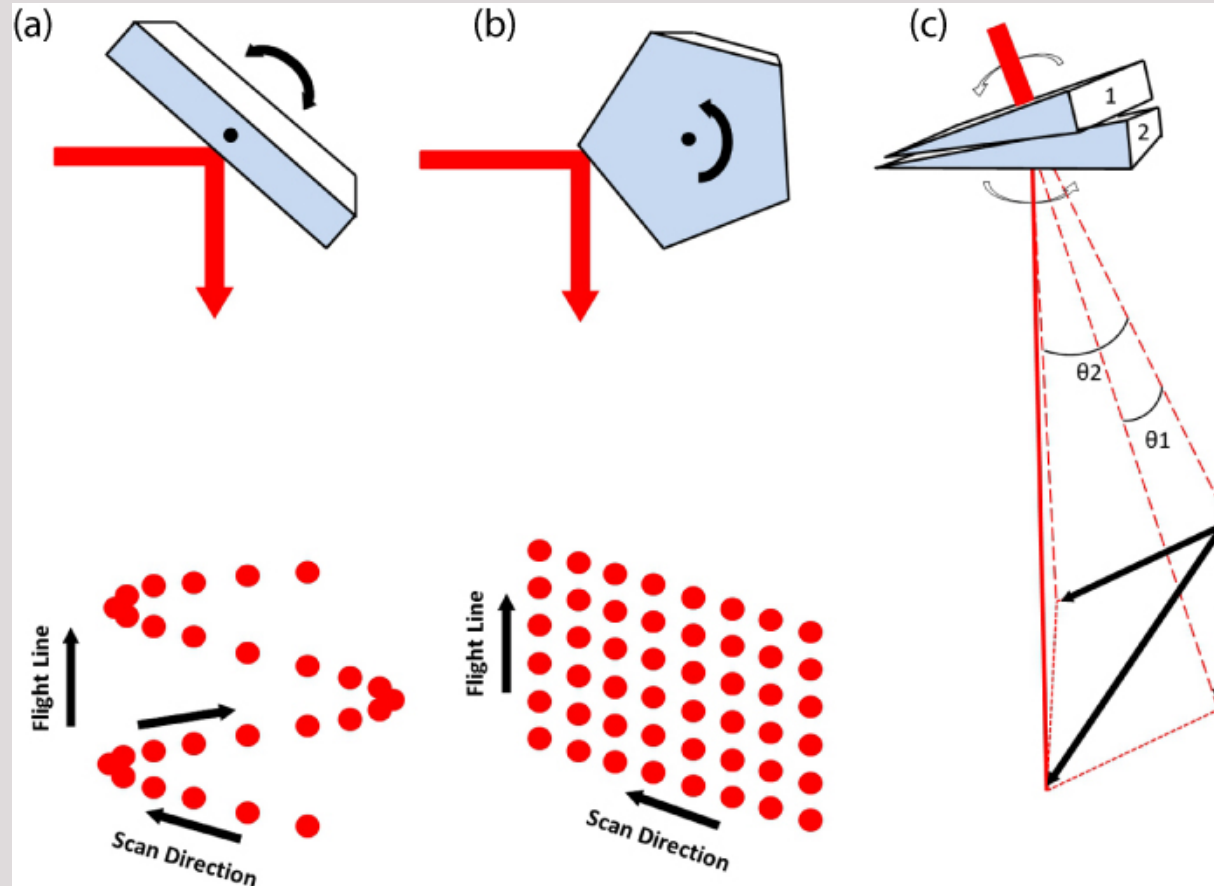 (a)
(b)
(c)
1
2
θ2
θ1
Flight Line
Scan Direction
Flight Line
Scan Direction